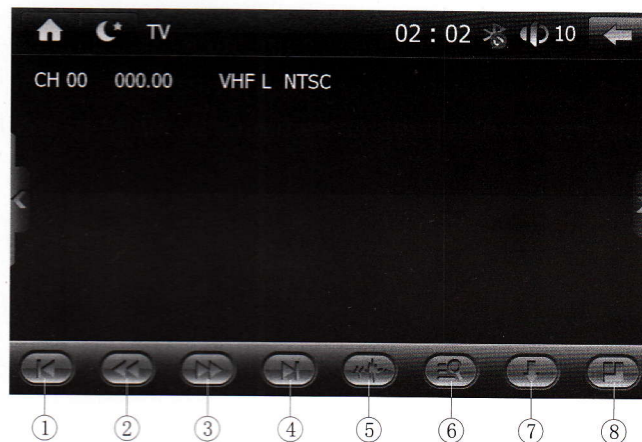 TV 02 : 02 10
CH 00 000.00 VHF L NTSC
① ② ③ ④ ⑤ ⑥ ⑦ ⑧